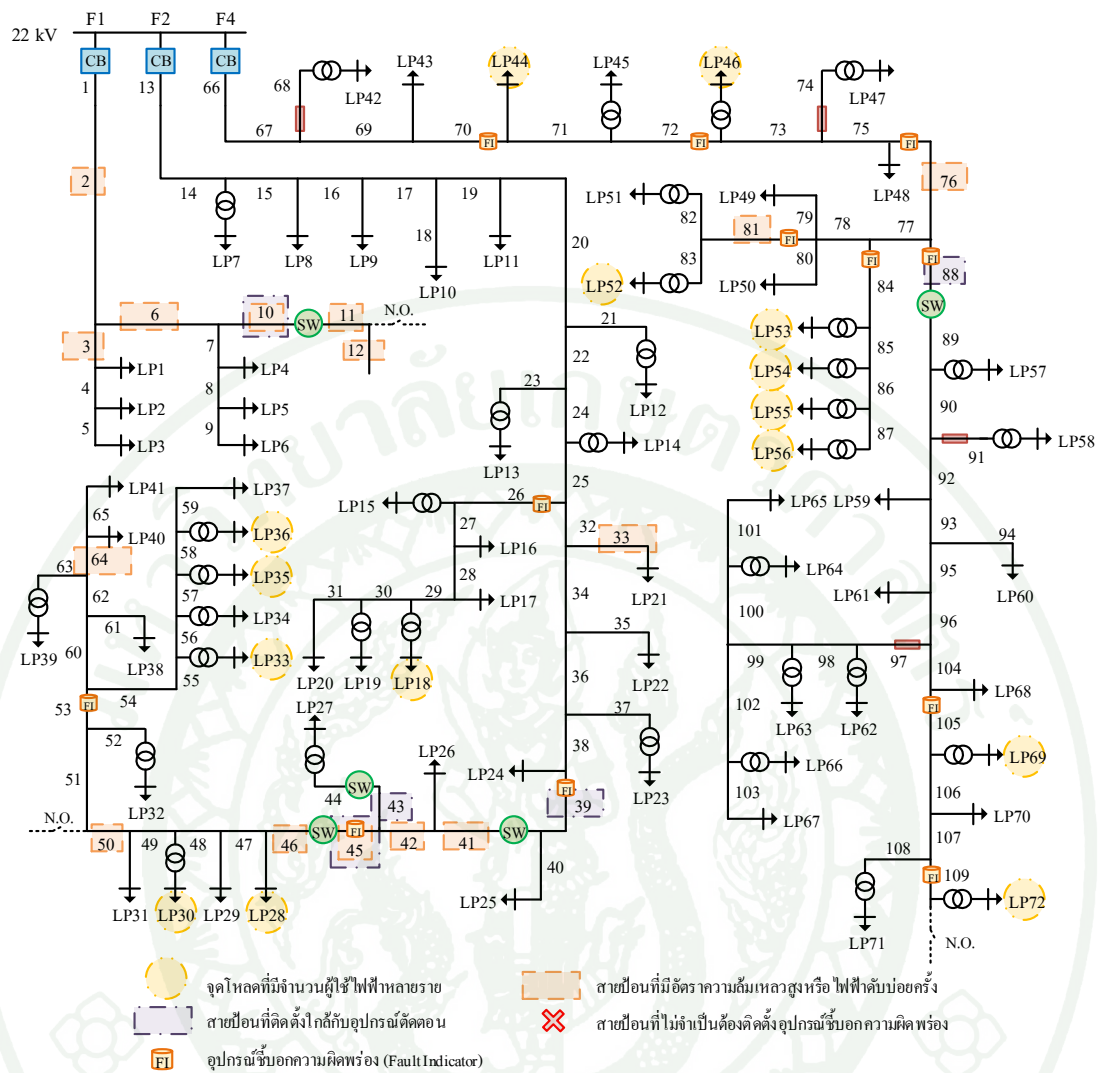 F1 F2 F4
22 kV
CB CB CB
1 13 66
68 LP42 LP43 LP44 LP45 LP46 74 LP47
67 69 70 FI 71 72 FI 73 75 FI
LP48
2 76
14 15 16 17 19
LP7 LP8 LP9 18 LP10 LP11
20
LP51 82 LP49 79 78 77
81 FI FI FI 88
83 80 84
LP52 LP50
SW
6 10 SW 11 N.O.
3 12
21 LP12
LP53 85 89
LP1 7 LP4 22
4 8 LP54 86 LP57
23 24 90
LP2 LP5
5 9 LP55 87
LP3 LP6
LP13 LP14 LP56 91 LP58
25 92
LP41 59 LP37 LP15 26 FI LP65 LP59
65 LP36 27 32 33 101 93 94
LP40 58 LP16
63 64 LP35 28 LP21 LP64 LP61 95 LP60
57 31 30 29 LP17 34 100 96
62 61 LP34
56 35
60 LP39 LP38 LP33 LP20 LP19 LP18 LP22 99 98 97
55 36 104
54 102 LP63 LP62 LP68
53 FI LP27 37 FI 105
52 38
51 LP26 LP24 LP23 LP66 LP69
LP32 44 SW 43 FI 39 103 106
LP67 LP70
N.O. 107
50 49 48 47 46 SW FI 45 42 41 SW
40 108 FI 109
LP31 LP30 LP29 LP28 LP25 LP71 LP72
N.O.
จุดโหลดที่มีจำนวนผู้ใช้ไฟฟ้าหลายราย
สายป้อนที่มีอัตราความล้มเหลวสูงหรือไฟฟ้าดับบ่อยครั้ง
สายป้อนที่ติดตั้งใกล้กับอุปกรณ์ตัดตอน
สายป้อนที่ไม่จำเป็นต้องติดตั้งอุปกรณ์ชี้บอกความผิดพร่อง
FI อุปกรณ์ชี้บอกความผิดพร่อง (Fault Indicator)